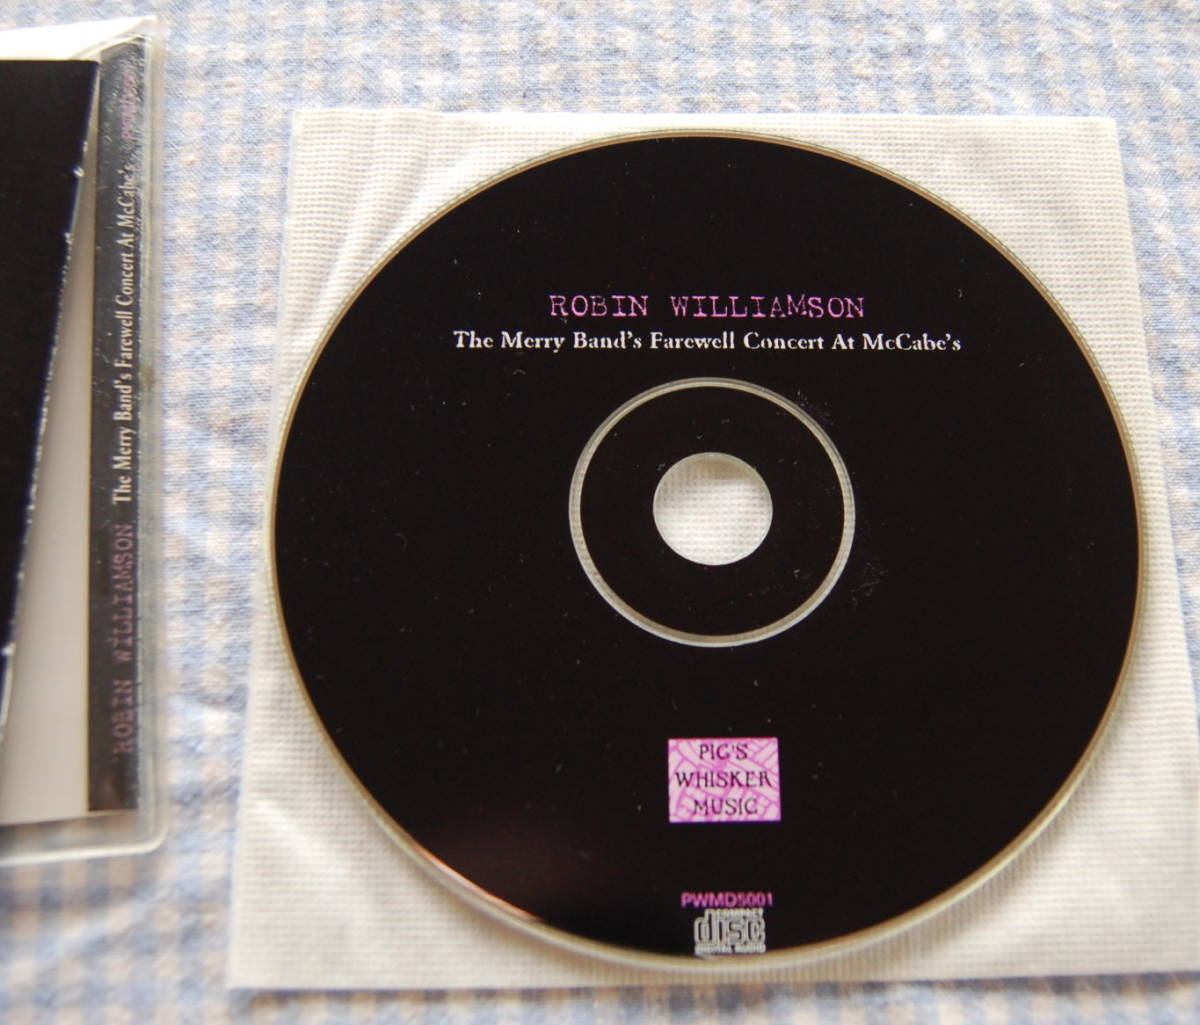 ROBIN WILLIAMSON The Merry Band's Farewell Concert At McCabe's
ROBIN WILLIAMSON
The Merry Band's Farewell Concert At McCabe's
PIG'S
WHISKER
MUSIC
PWMD5001
COMPACT
disc
DIGITAL AUDIO